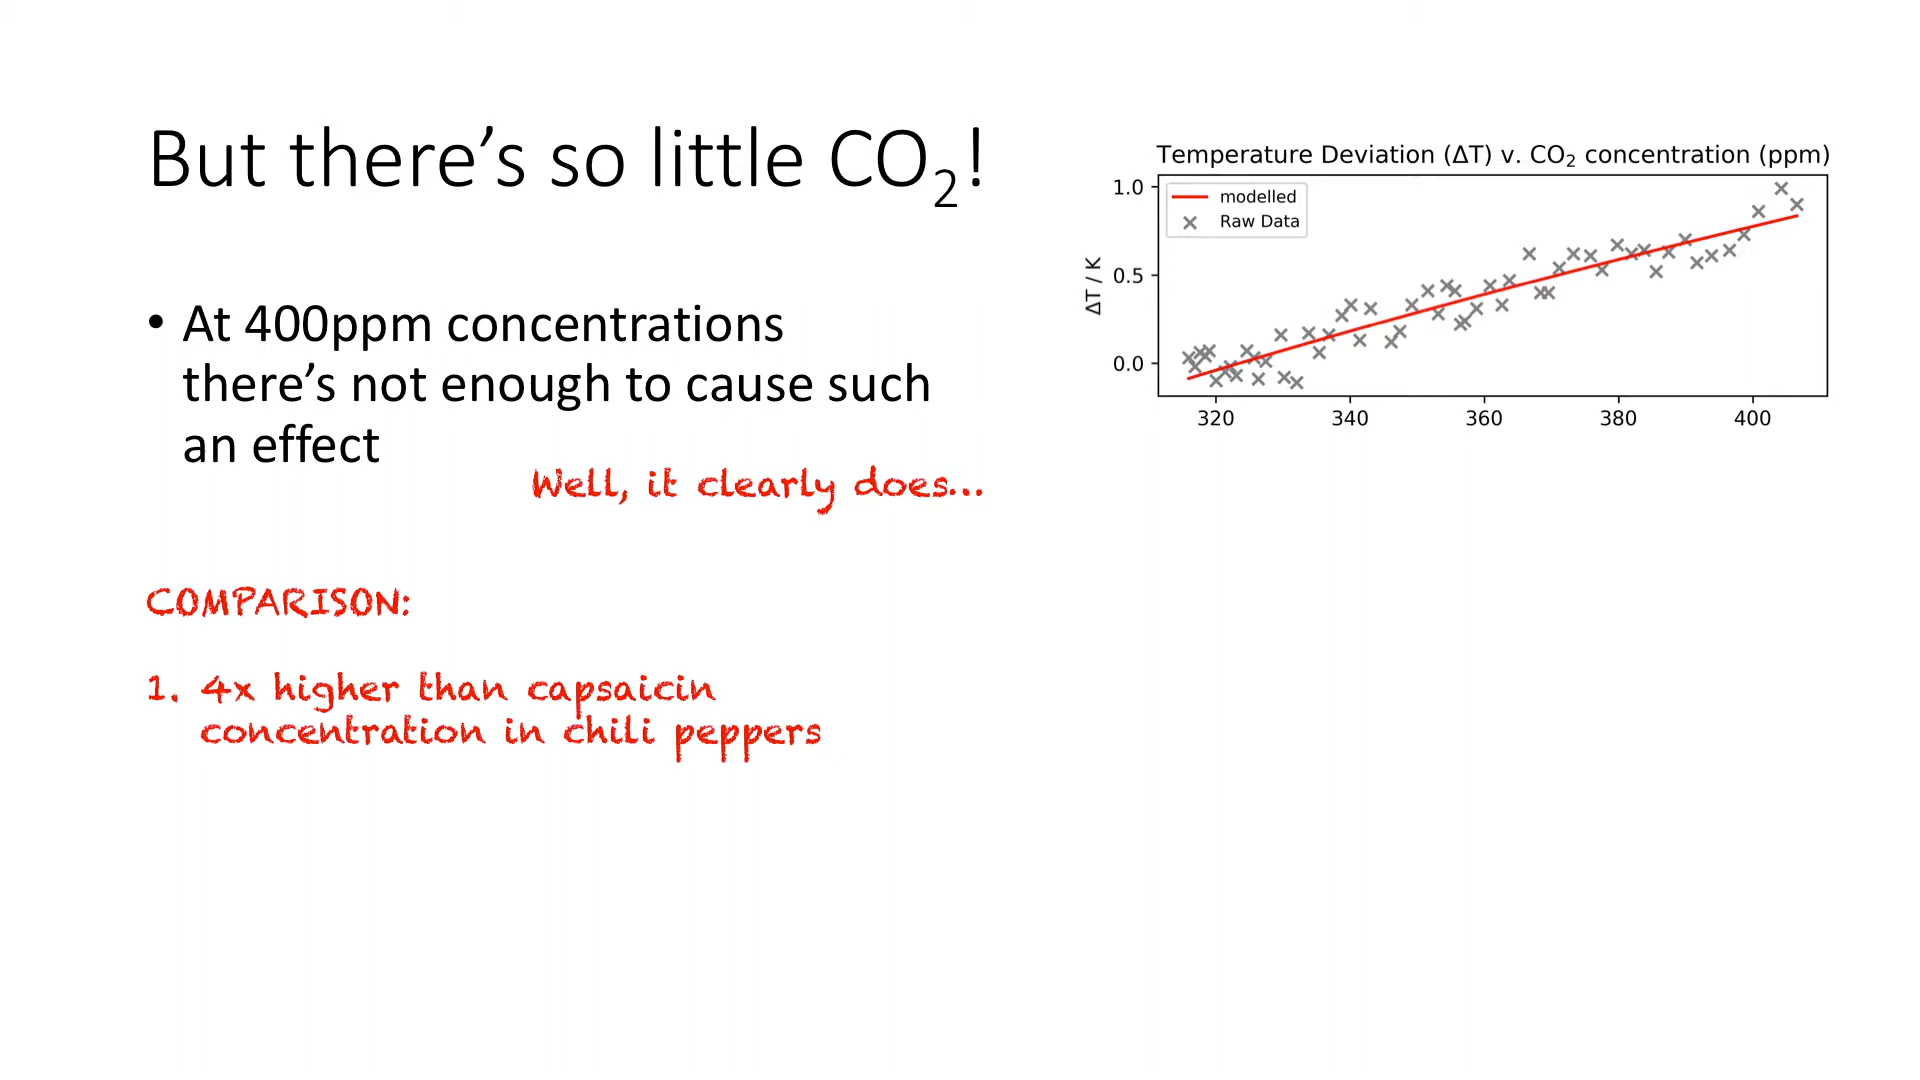 But there’s so little CO₂!
• At 400ppm concentrations
there’s not enough to cause such
an effect
Well, it clearly does...
COMPARISON:
1. 4x higher than capsaicin
concentration in chili peppers
Temperature Deviation (ΔT) v. CO₂ concentration (ppm)
modelled
Raw Data
ΔT / K
1.0
0.5
0.0
320 340 360 380 400